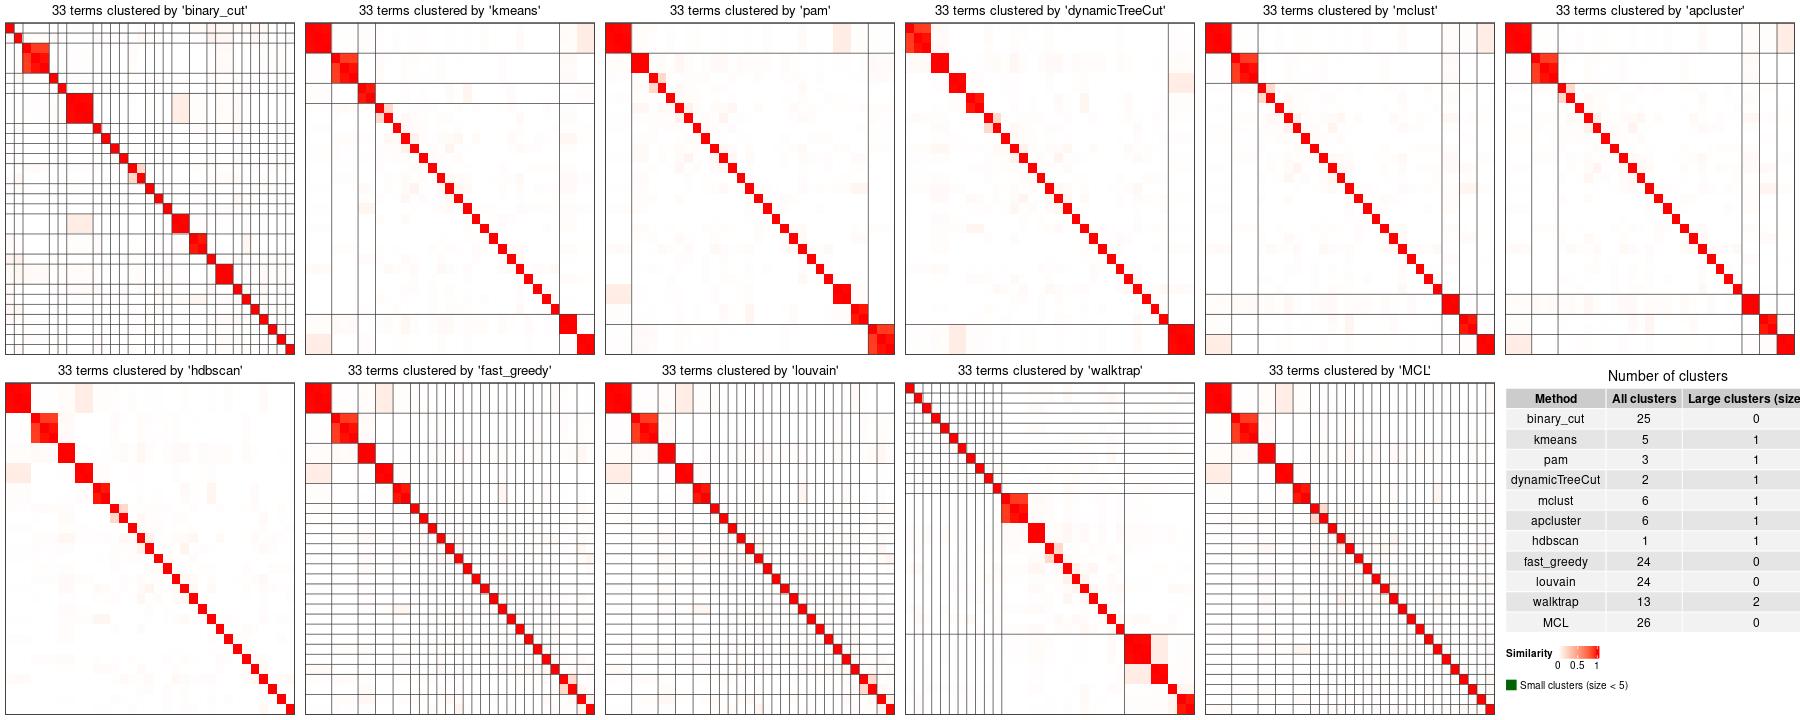 33 terms clustered by 'binary_cut'
33 terms clustered by 'kmeans'
33 terms clustered by 'pam'
33 terms clustered by 'dynamicTreeCut'
33 terms clustered by 'mclust'
33 terms clustered by 'apcluster'
33 terms clustered by 'hdbscan'
33 terms clustered by 'fast_greedy'
33 terms clustered by 'louvain'
33 terms clustered by 'walktrap'
33 terms clustered by 'MCL'
Number of clusters
Method All clusters Large clusters (size
binary_cut 25 0
kmeans 5 1
pam 3 1
dynamicTreeCut 2 1
mclust 6 1
apcluster 6 1
hdbscan 1 1
fast_greedy 24 0
louvain 24 0
walktrap 13 2
MCL 26 0
Similarity
0 0.5 1
Small clusters (size < 5)